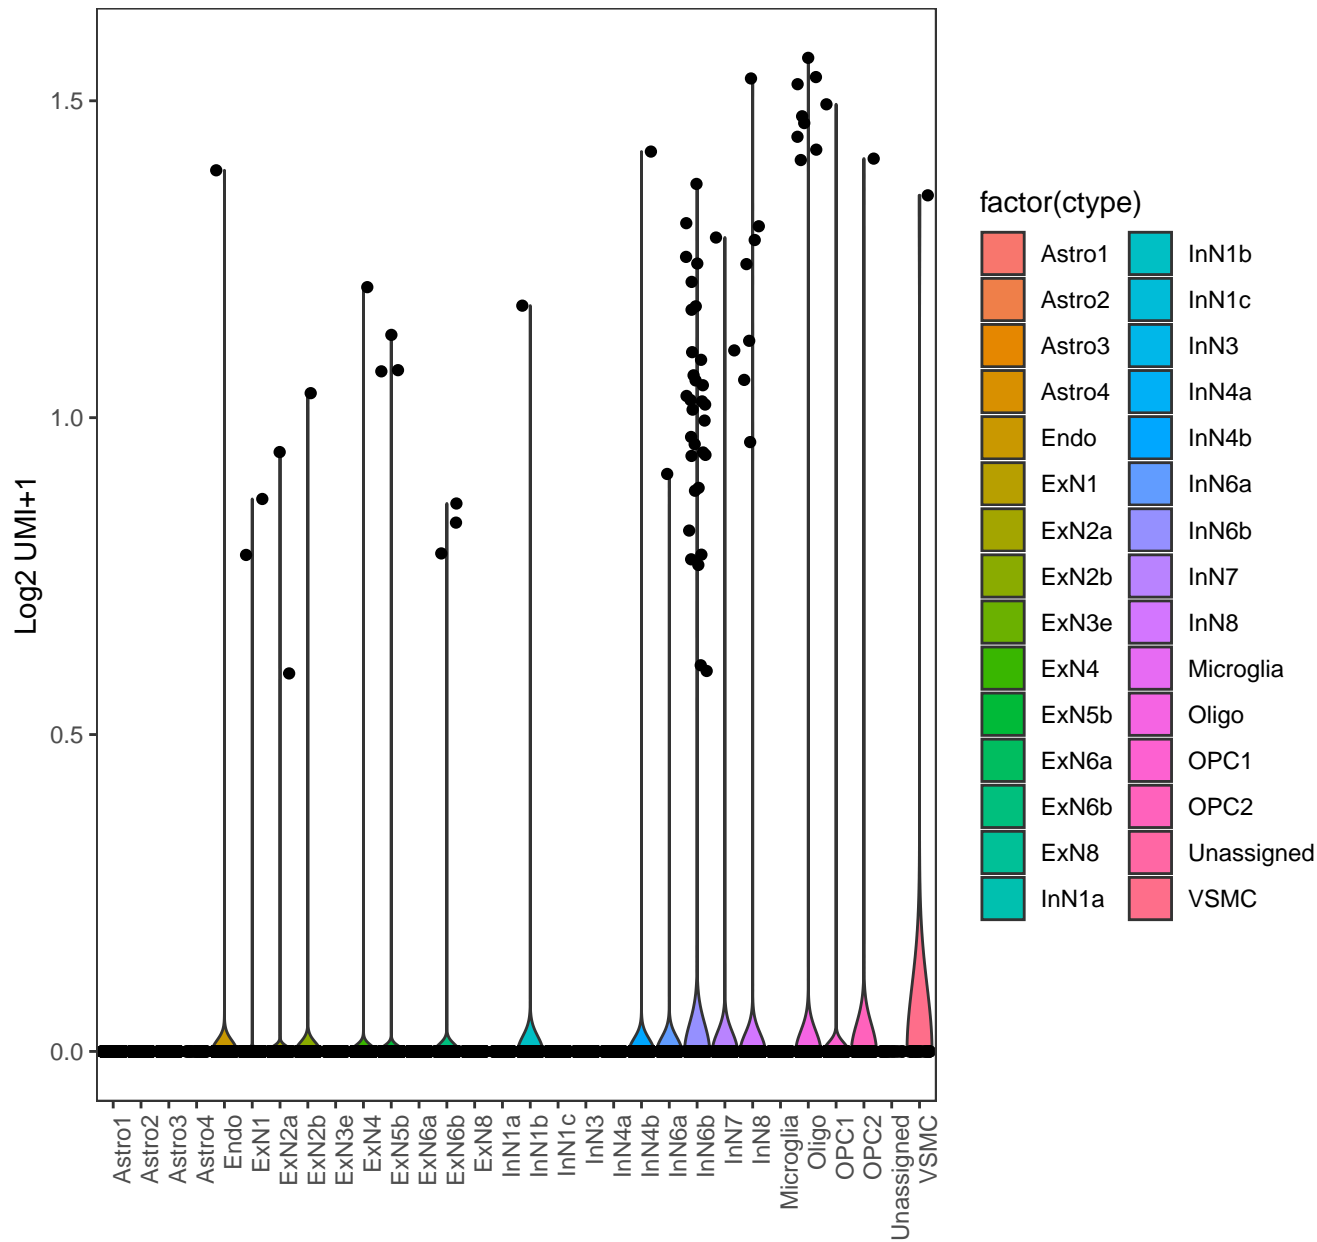 Log2 UMI+1
1.5
1.0
0.5
0.0
Astro1
Astro2
Astro3
Astro4
Endo
ExN1
ExN2a
ExN2b
ExN3e
ExN4
ExN5b
ExN6a
ExN6b
ExN8
InN1a
InN1b
InN1c
InN3
InN4a
InN4b
InN6a
InN6b
InN7
InN8
Microglia
Oligo
OPC1
OPC2
Unassigned
VSMC
factor(ctype)
Astro1
Astro2
Astro3
Astro4
Endo
ExN1
ExN2a
ExN2b
ExN3e
ExN4
ExN5b
ExN6a
ExN6b
ExN8
InN1a
InN1b
InN1c
InN3
InN4a
InN4b
InN6a
InN6b
InN7
InN8
Microglia
Oligo
OPC1
OPC2
Unassigned
VSMC